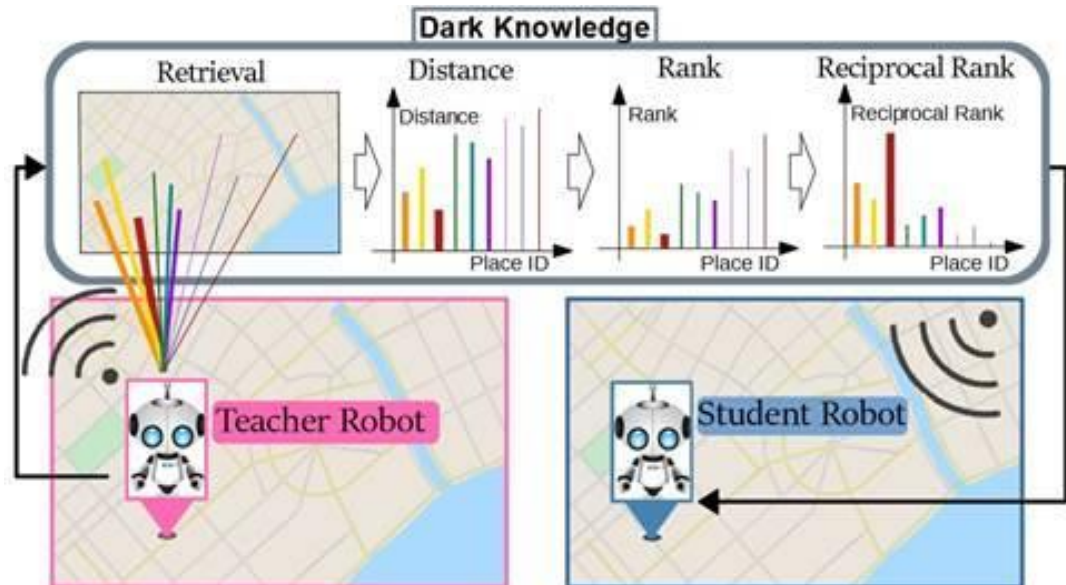 Dark Knowledge
Retrieval
Distance
Rank
Reciprocal Rank
Distance
Place ID
Rank
Place ID
Reciprocal Rank
Place ID
Teacher Robot
Student Robot